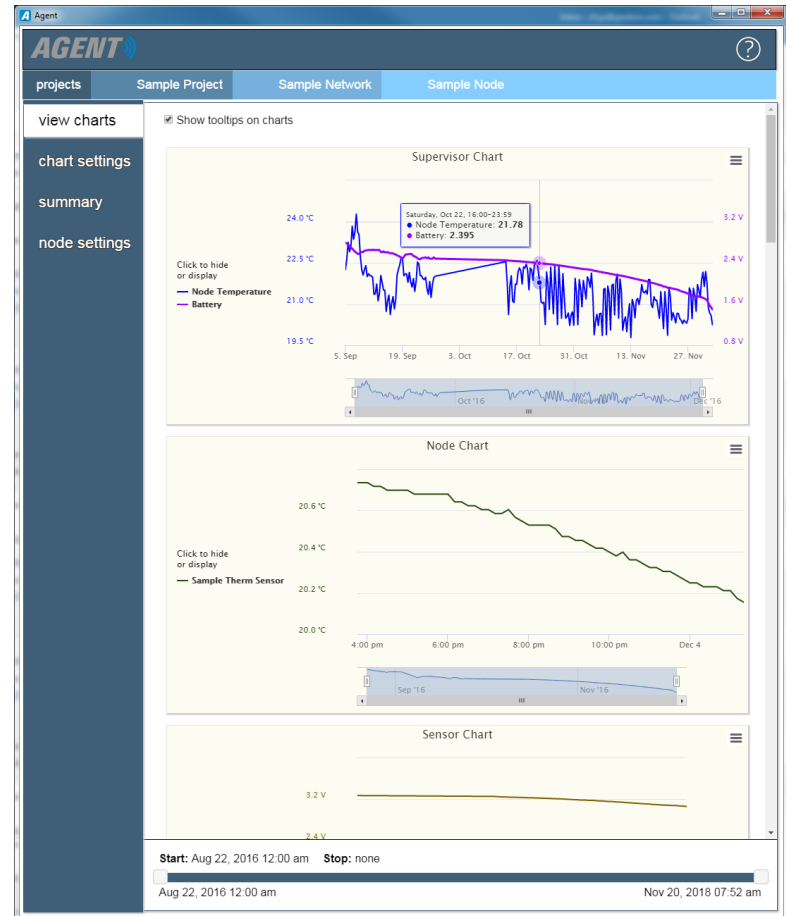 Agent
AGENT
?
projects Sample Project Sample Network Sample Node
view charts
chart settings
summary
node settings
Show tooltips on charts
Supervisor Chart
24.0 °C
22.5 °C
21.0 °C
19.5 °C
3.2 V
2.4 V
1.6 V
0.8 V
Saturday, Oct 22, 16:00-23:59
Node Temperature: 21.78
Battery: 2.395
Click to hide
or display
Node Temperature
Battery
5. Sep 19. Sep 3. Oct 17. Oct 31. Oct 13. Nov 27. Nov
Oct '16 Nov '16 Dec '16
Node Chart
20.6 °C
20.4 °C
20.2 °C
20.0 °C
Click to hide
or display
Sample Therm Sensor
4:00 pm 6:00 pm 8:00 pm 10:00 pm Dec 4
Sep '16 Nov '16
Sensor Chart
3.2 V
2.4 V
Start: Aug 22, 2016 12:00 am Stop: none
Aug 22, 2016 12:00 am Nov 20, 2018 07:52 am